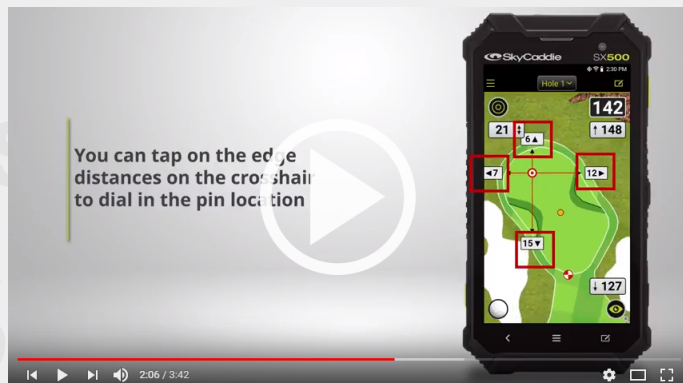 SkyCaddie
SX500
2:30 PM
Hole 1
142
21
6▲
↑ 148
◄7
12►
15▼
↓ 127
You can tap on the edge
distances on the crosshair
to dial in the pin location
2:06 / 3:42